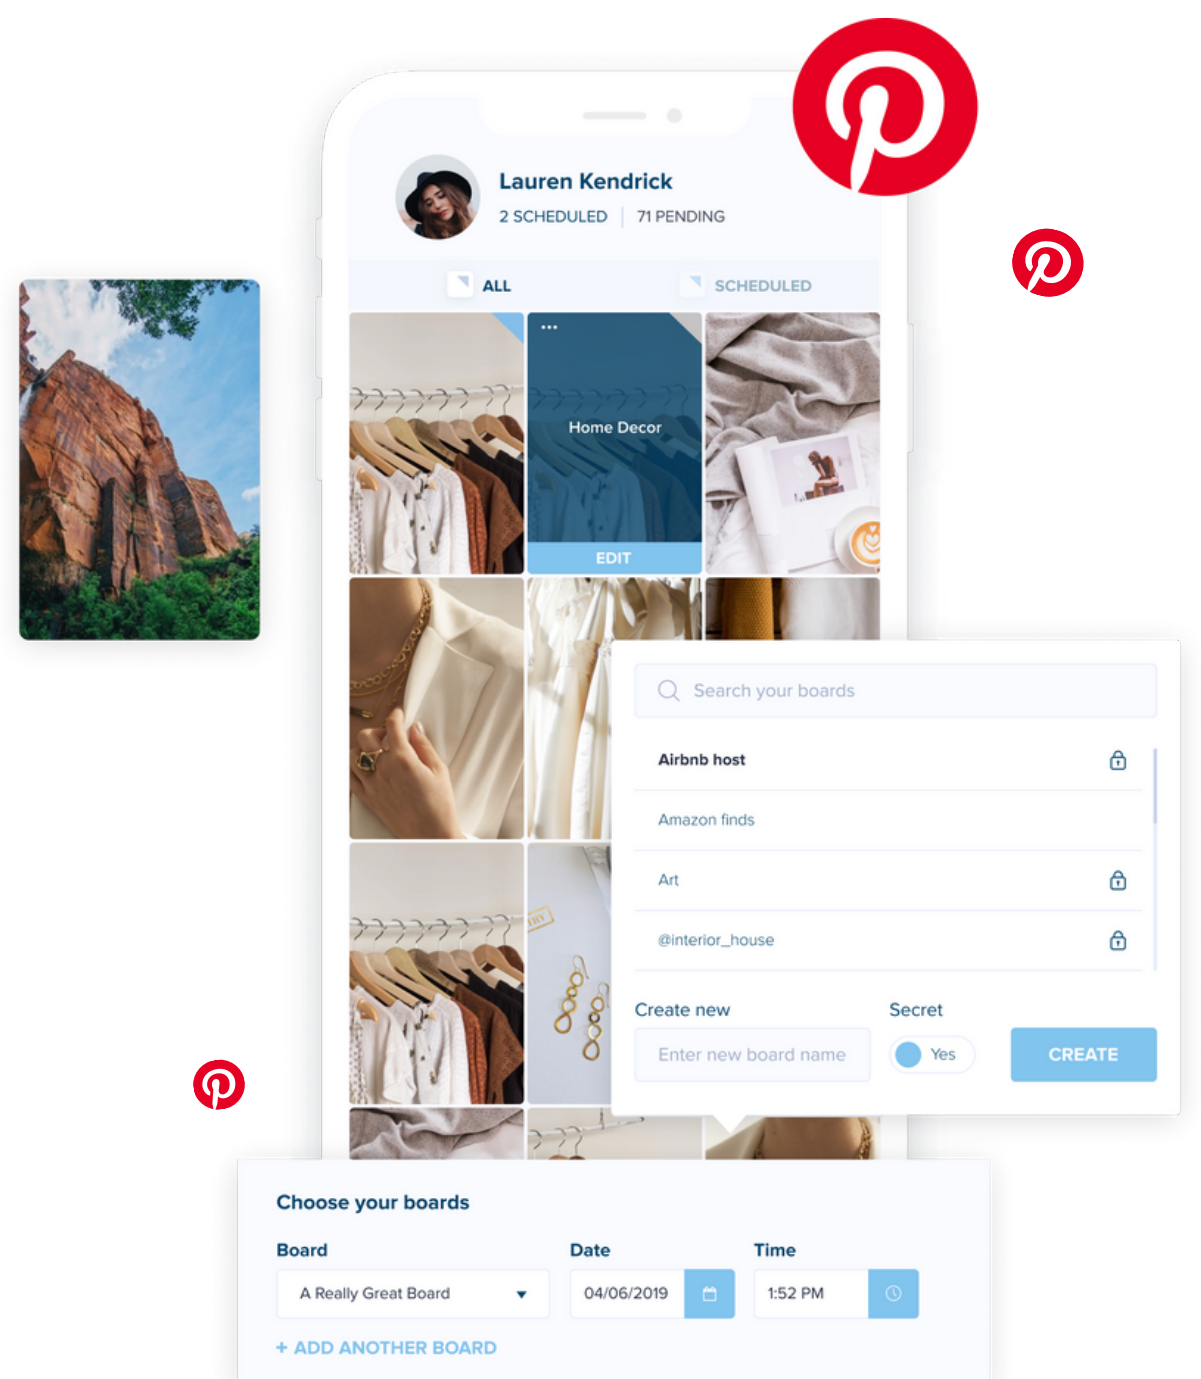 Lauren Kendrick
2 SCHEDULED 71 PENDING
ALL SCHEDULED
Home Decor
EDIT
Search your boards
Airbnb host
Amazon finds
Art
@interior_house
Create new Secret
Enter new board name Yes CREATE
Choose your boards
Board Date Time
A Really Great Board 04/06/2019 1:52 PM
+ ADD ANOTHER BOARD